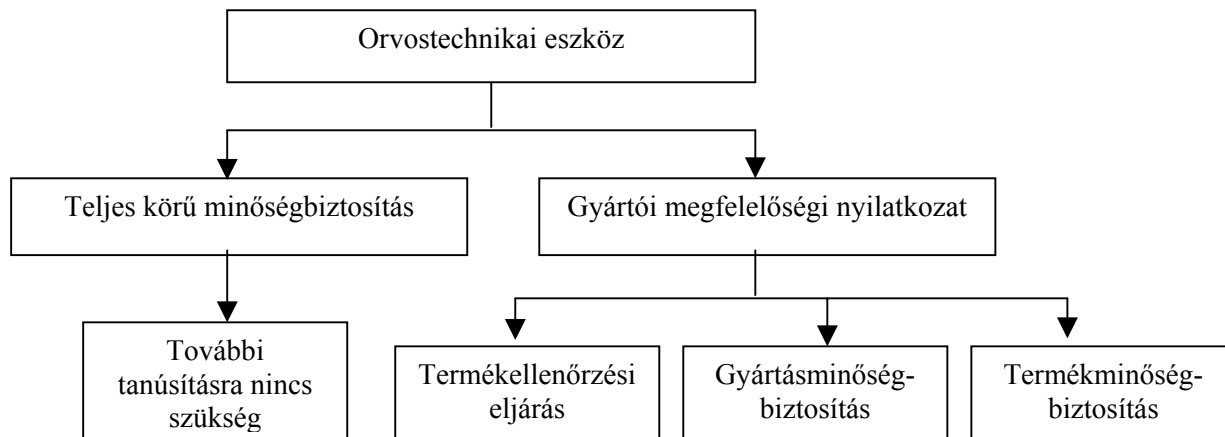 Orvostechnikai eszköz
Teljes körű minőségbiztosítás
Gyártói megfelelőségi nyilatkozat
További
tanúsításra nincs
szükség
Termékellenőrzési
eljárás
Gyártásminőség-
biztosítás
Termékminőség-
biztosítás